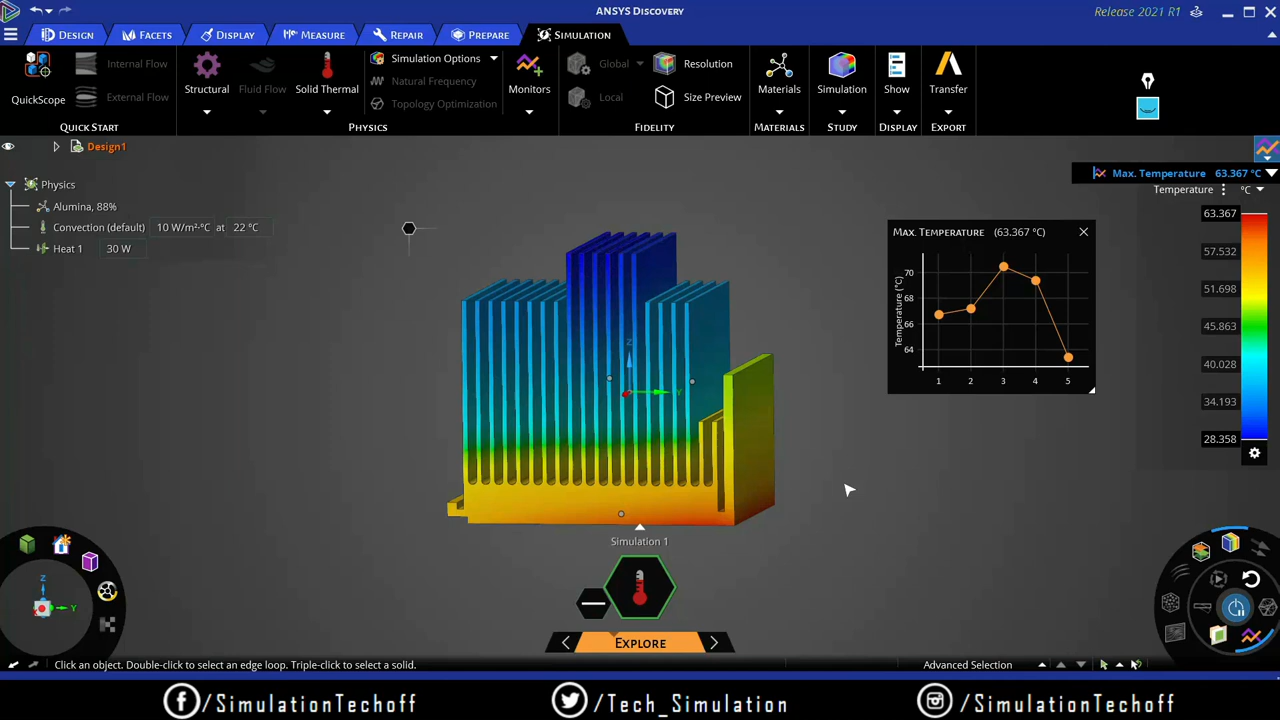 ANSYS Discovery
Release 2021 R1
DESIGN
FACETS
DISPLAY
MEASURE
REPAIR
PREPARE
SIMULATION
QuickScope
Internal Flow
External Flow
QUICK START
Structural
Fluid Flow
Solid Thermal
Simulation Options
Natural Frequency
Topology Optimization
PHYSICS
Monitors
Global
Local
Resolution
Size Preview
FIDELITY
Materials
MATERIALS
Simulation
STUDY
Show
DISPLAY
Transfer
EXPORT
Design1
Physics
Alumina, 88%
Convection (default) 10 W/m²·°C at 22 °C
Heat 1 30 W
Max. Temperature 63.367 °C
Temperature °C
63.367
57.532
51.698
45.863
40.028
34.193
28.358
MAX. TEMPERATURE (63.367 °C)
Temperature (°C)
70
68
66
64
1 2 3 4 5
Z
Y
Simulation 1
EXPLORE
Z
Y
Click an object. Double-click to select an edge loop. Triple-click to select a solid.
Advanced Selection
/SimulationTechoff
/Tech_Simulation
/SimulationTechoff